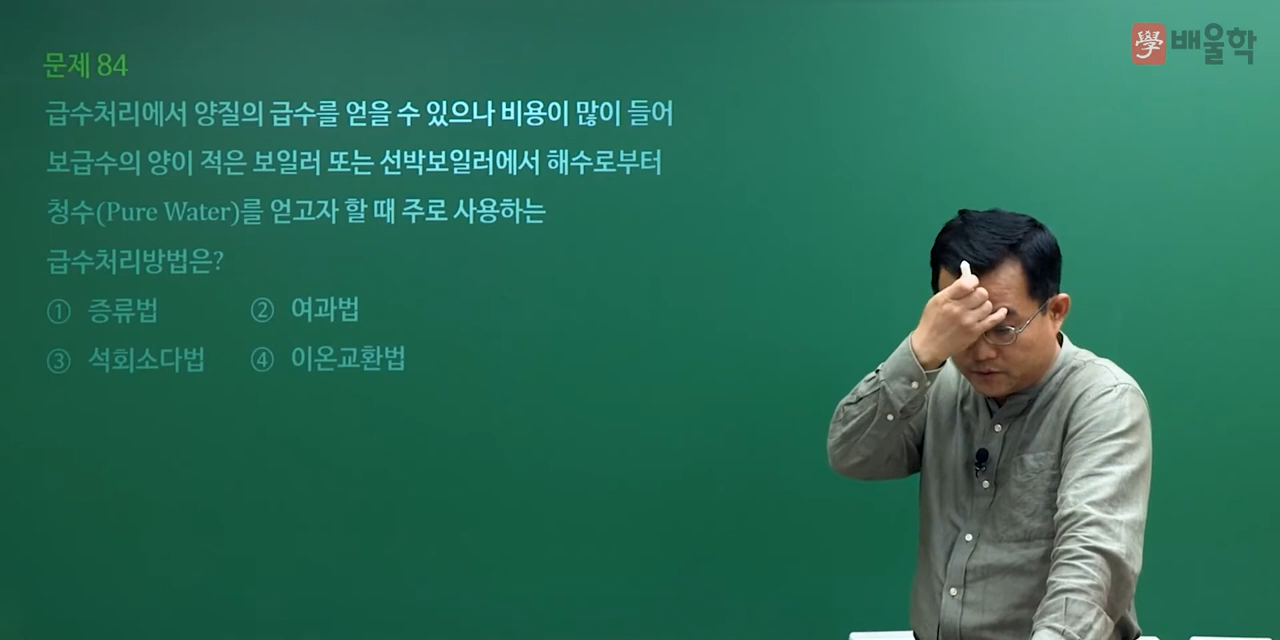 學 배울학
문제 84
급수처리에서 양질의 급수를 얻을 수 있으나 비용이 많이 들어
보급수의 양이 적은 보일러 또는 선박보일러에서 해수로부터
청수(Pure Water)를 얻고자 할 때 주로 사용하는
급수처리방법은?
① 증류법 ② 여과법
③ 석회소다법 ④ 이온교환법